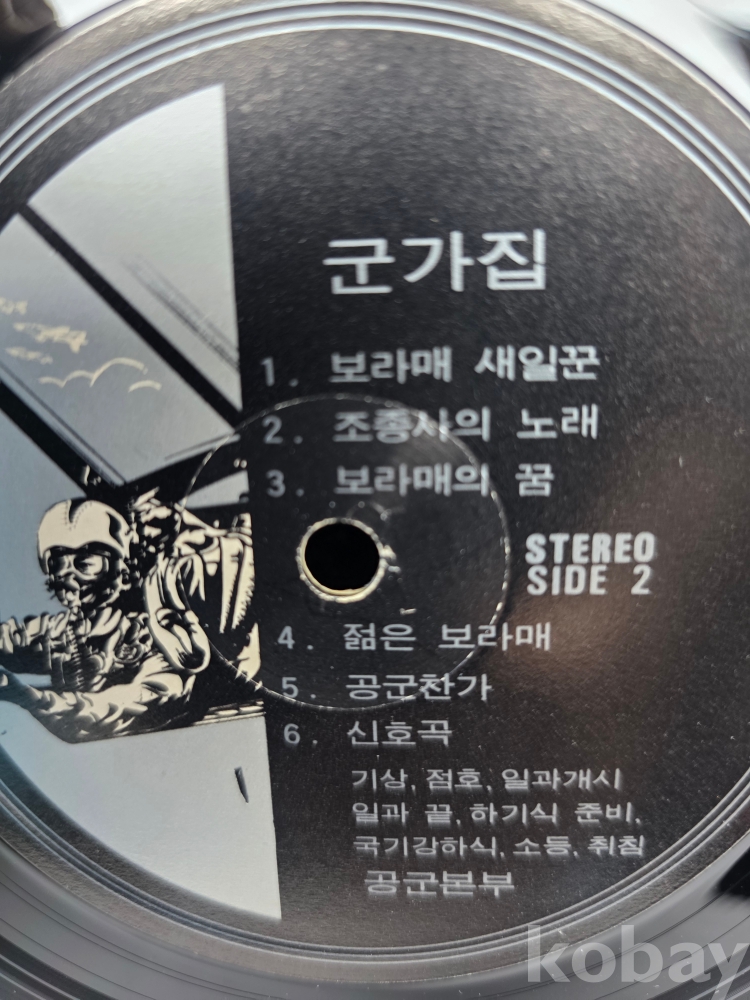 군가집
1. 보라매 새일꾼
2. 조종사의 노래
3. 보라매의 꿈
STEREO
SIDE 2
4. 젊은 보라매
5. 공군찬가
6. 신호곡
기상, 점호, 일과개시
일과 끝, 하기식 준비,
국기강하식, 소등, 취침
공군본부
kobay